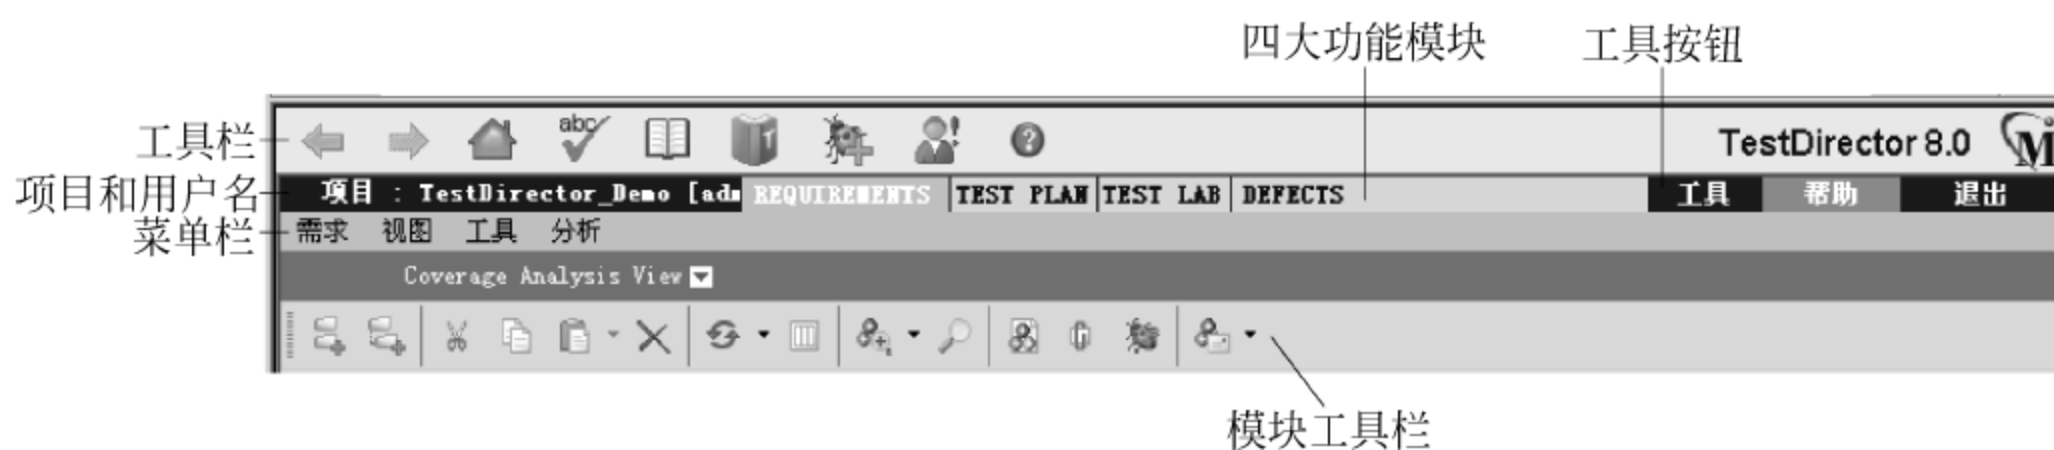 四大功能模块 工具按钮
工具栏 abc T TestDirector 8.0 M
项目和用户名 项目 : TestDirector_Demo [adm REQUIREMENTS TEST PLAN TEST LAB DEFECTS 工具 帮助 退出
菜单栏 需求 视图 工具 分析
Coverage Analysis View
模块工具栏